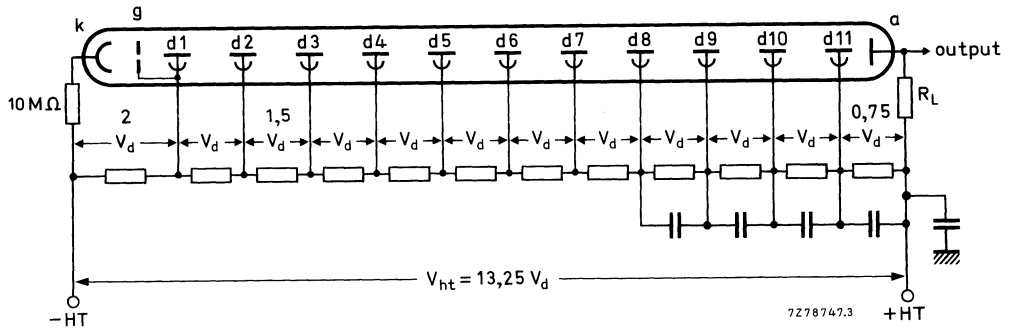 k g a
d1 d2 d3 d4 d5 d6 d7 d8 d9 d10 d11
output
10 MΩ
R_L
2 1,5 0,75
V_d V_d V_d V_d V_d V_d V_d V_d V_d V_d V_d V_d
V_ht = 13,25 V_d
-HT 7Z78747.3 +HT